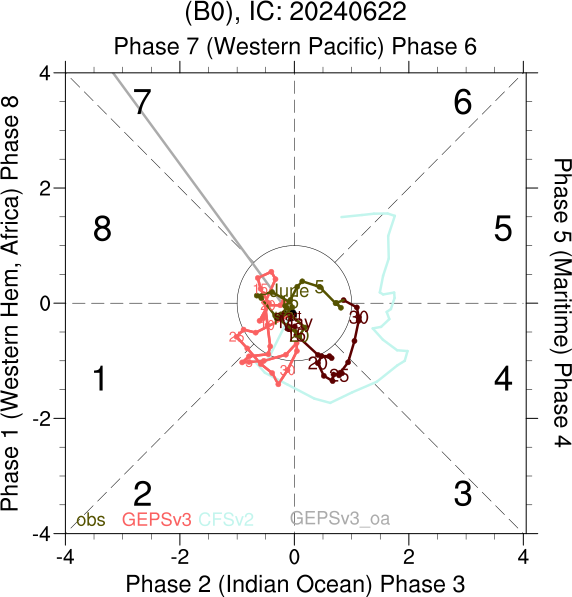 (B0), IC: 20240622
Phase 7 (Western Pacific) Phase 6
Phase 1 (Western Hem, Africa) Phase 8
Phase 5 (Maritime) Phase 4
4
2
0
-2
-4
7
6
8
5
1
4
2
3
June 5
May
30
20
25
30
25
obs GEPSv3 CFSv2 GEPSv3_oa
-4 -2 0 2 4
Phase 2 (Indian Ocean) Phase 3